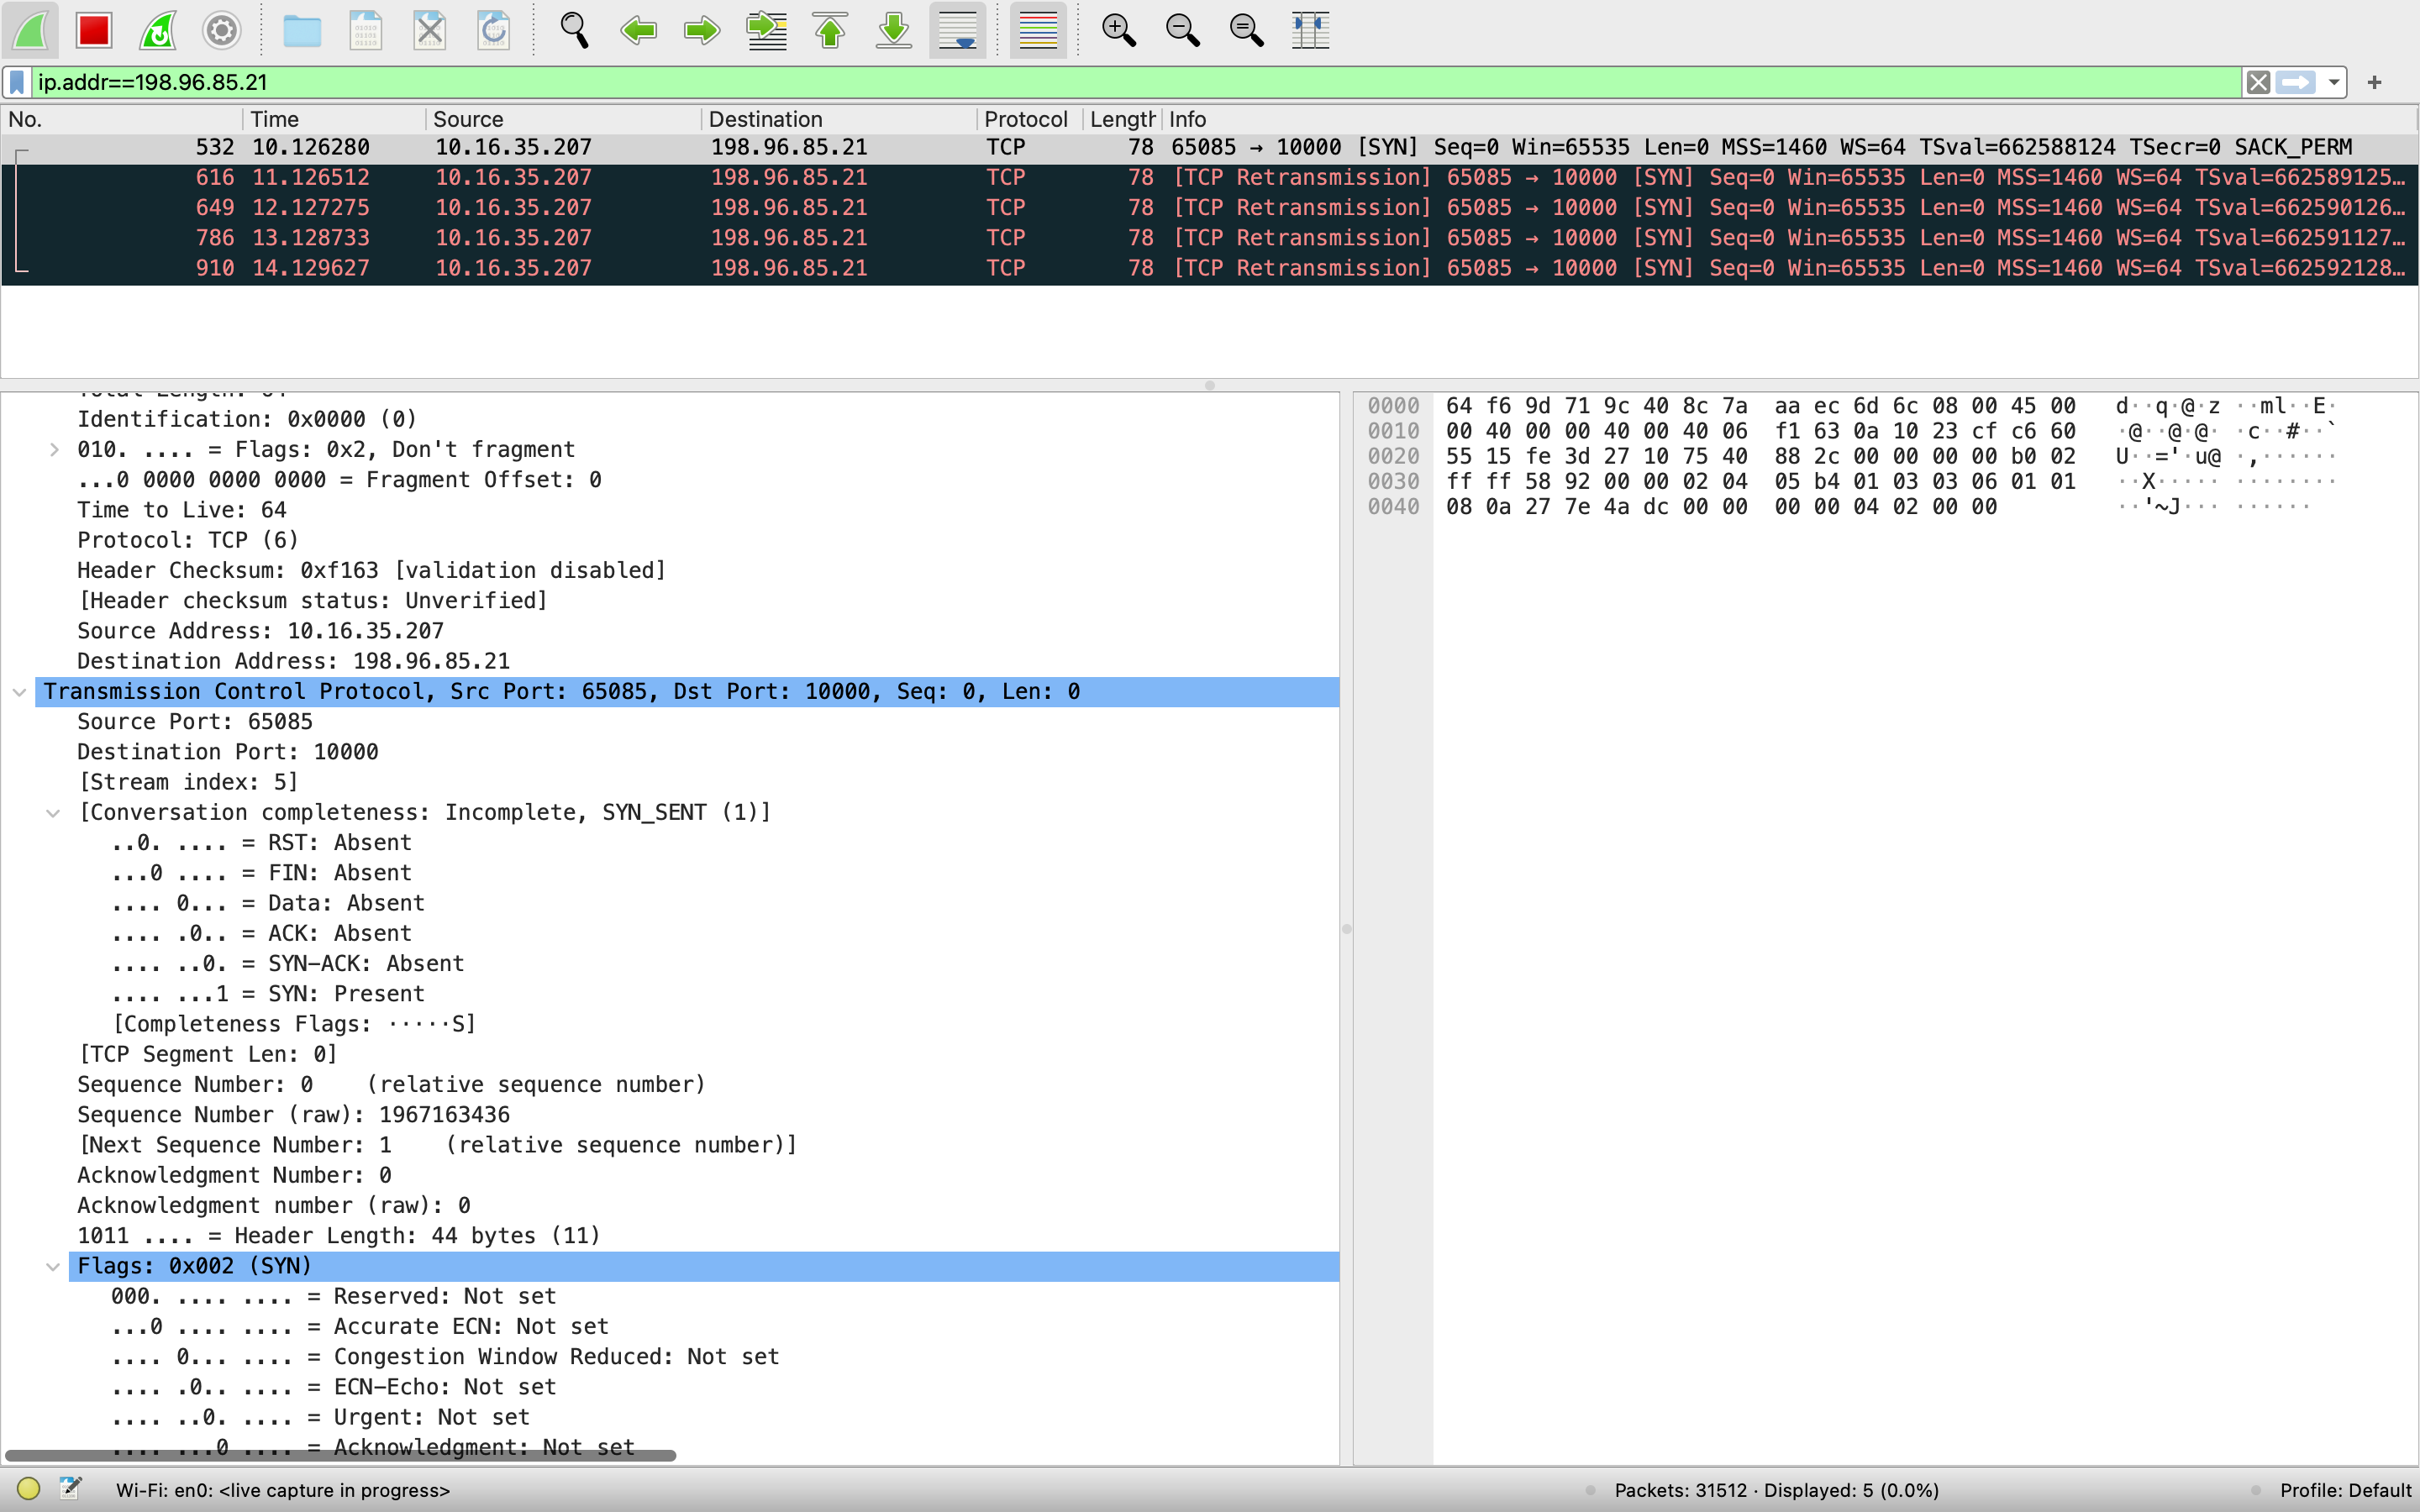 ip.addr==198.96.85.21
+
No. Time Source Destination Protocol Length Info
532 10.126280 10.16.35.207 198.96.85.21 TCP 78 65085 → 10000 [SYN] Seq=0 Win=65535 Len=0 MSS=1460 WS=64 TSval=662588124 TSecr=0 SACK_PERM
616 11.126512 10.16.35.207 198.96.85.21 TCP 78 [TCP Retransmission] 65085 → 10000 [SYN] Seq=0 Win=65535 Len=0 MSS=1460 WS=64 TSval=662589125…
649 12.127275 10.16.35.207 198.96.85.21 TCP 78 [TCP Retransmission] 65085 → 10000 [SYN] Seq=0 Win=65535 Len=0 MSS=1460 WS=64 TSval=662590126…
786 13.128733 10.16.35.207 198.96.85.21 TCP 78 [TCP Retransmission] 65085 → 10000 [SYN] Seq=0 Win=65535 Len=0 MSS=1460 WS=64 TSval=662591127…
910 14.129627 10.16.35.207 198.96.85.21 TCP 78 [TCP Retransmission] 65085 → 10000 [SYN] Seq=0 Win=65535 Len=0 MSS=1460 WS=64 TSval=662592128…
Identification: 0x0000 (0)
010. .... = Flags: 0x2, Don't fragment
...0 0000 0000 0000 = Fragment Offset: 0
Time to Live: 64
Protocol: TCP (6)
Header Checksum: 0xf163 [validation disabled]
[Header checksum status: Unverified]
Source Address: 10.16.35.207
Destination Address: 198.96.85.21
Transmission Control Protocol, Src Port: 65085, Dst Port: 10000, Seq: 0, Len: 0
Source Port: 65085
Destination Port: 10000
[Stream index: 5]
[Conversation completeness: Incomplete, SYN_SENT (1)]
..0. .... = RST: Absent
...0 .... = FIN: Absent
.... 0... = Data: Absent
.... .0.. = ACK: Absent
.... ..0. = SYN-ACK: Absent
.... ...1 = SYN: Present
[Completeness Flags: ·····S]
[TCP Segment Len: 0]
Sequence Number: 0    (relative sequence number)
Sequence Number (raw): 1967163436
[Next Sequence Number: 1    (relative sequence number)]
Acknowledgment Number: 0
Acknowledgment number (raw): 0
1011 .... = Header Length: 44 bytes (11)
Flags: 0x002 (SYN)
000. .... .... = Reserved: Not set
...0 .... .... = Accurate ECN: Not set
.... 0... .... = Congestion Window Reduced: Not set
.... .0.. .... = ECN-Echo: Not set
.... ..0. .... = Urgent: Not set
.... ...0 .... = Acknowledgment: Not set
0000 64 f6 9d 71 9c 40 8c 7a aa ec 6d 6c 08 00 45 00 d··q·@·z ··ml··E·
0010 00 40 00 00 40 00 40 06 f1 63 0a 10 23 cf c6 60 ·@··@·@· ·c··#··`
0020 55 15 fe 3d 27 10 75 40 88 2c 00 00 00 00 b0 02 U··='·u@ ·,······
0030 ff ff 58 92 00 00 02 04 05 b4 01 03 03 06 01 01 ··X····· ········
0040 08 0a 27 7e 4a dc 00 00 00 00 04 02 00 00 ··'~J··· ······
Wi-Fi: en0: <live capture in progress>
Packets: 31512 · Displayed: 5 (0.0%)
Profile: Default